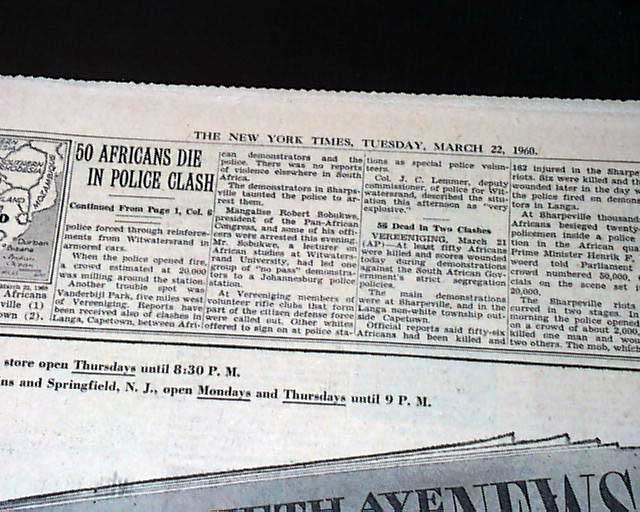 THE NEW YORK TIMES, TUESDAY, MARCH 22, 1960.
SOUTHERN
RHODESIA
MOZAMBIQUE
Durban
Africans
ville (1)
own (2).
50 AFRICANS DIE
IN POLICE CLASH
Continued From Page 1, Col. 6
police forced through reinforce-
ments from Witwatersrand in
armored cars.
When the police opened fire,
a crowd estimated at 20,000
was milling around the station.
Another trouble spot was
Vanderbijl Park, five miles west
of Vereeniging. Reports have
been received also of clashes in
Langa, Capetown, between Afri-
can demonstrators and the
police. There was no report
of violence elsewhere in South
Africa.
The demonstrators in Sharpe-
ville taunted the police to ar-
rest them.
Mangaliso Robert Sobukwe,
president of the Pan-African
Congress, and some of his offi-
cers were arrested this evening.
Mr. Sobukwe, a lecturer of
African studies at Witwaters-
rand University, had led one
group of "no pass" demonstra-
tors to a Johannesburg police
station.
At Vereeniging members of
volunteer rifle clubs that form
part of the citizen defense force
were called out. Other whites
offered to sign on at police sta-
tions as special police volun-
teers.
Col. J. C. Lemmer, deputy
commissioner, of police for Wit-
watersrand, described the situ-
ation this afternoon as "very
explosive."
56 Dead in Two Clashes
VEREENIGING, March 21
(AP)—At least fifty Africans
were killed and scores wounded
today during demonstrations
against the South African Gov-
ernment's strict segregation
policies.
The main demonstrations
were at Sharpeville, and in the
Langa non-white township out-
side Capetown.
Official reports said fifty-six
Africans had been killed and
162 injured in the Sharpe
riots. Six were killed and
wounded later in the day
the police fired on demon
tors in Langa.
At Sharpeville thousand
Africans besieged twenty
policemen inside a police
tion in the African qu
Prime Minister Henrik F.
woerd told Parliament
crowd numbered 50,000,
cials on the scene set
20,000.
The Sharpeville riots
curred in two stages. In
morning the police opened
on a crowd of about 2,000
killed one man and wou
two others. The mob, which
store open Thursdays until 8:30 P. M.
ins and Springfield, N. J., open Mondays and Thursdays until 9 P. M.
FIFTH AVENEWS